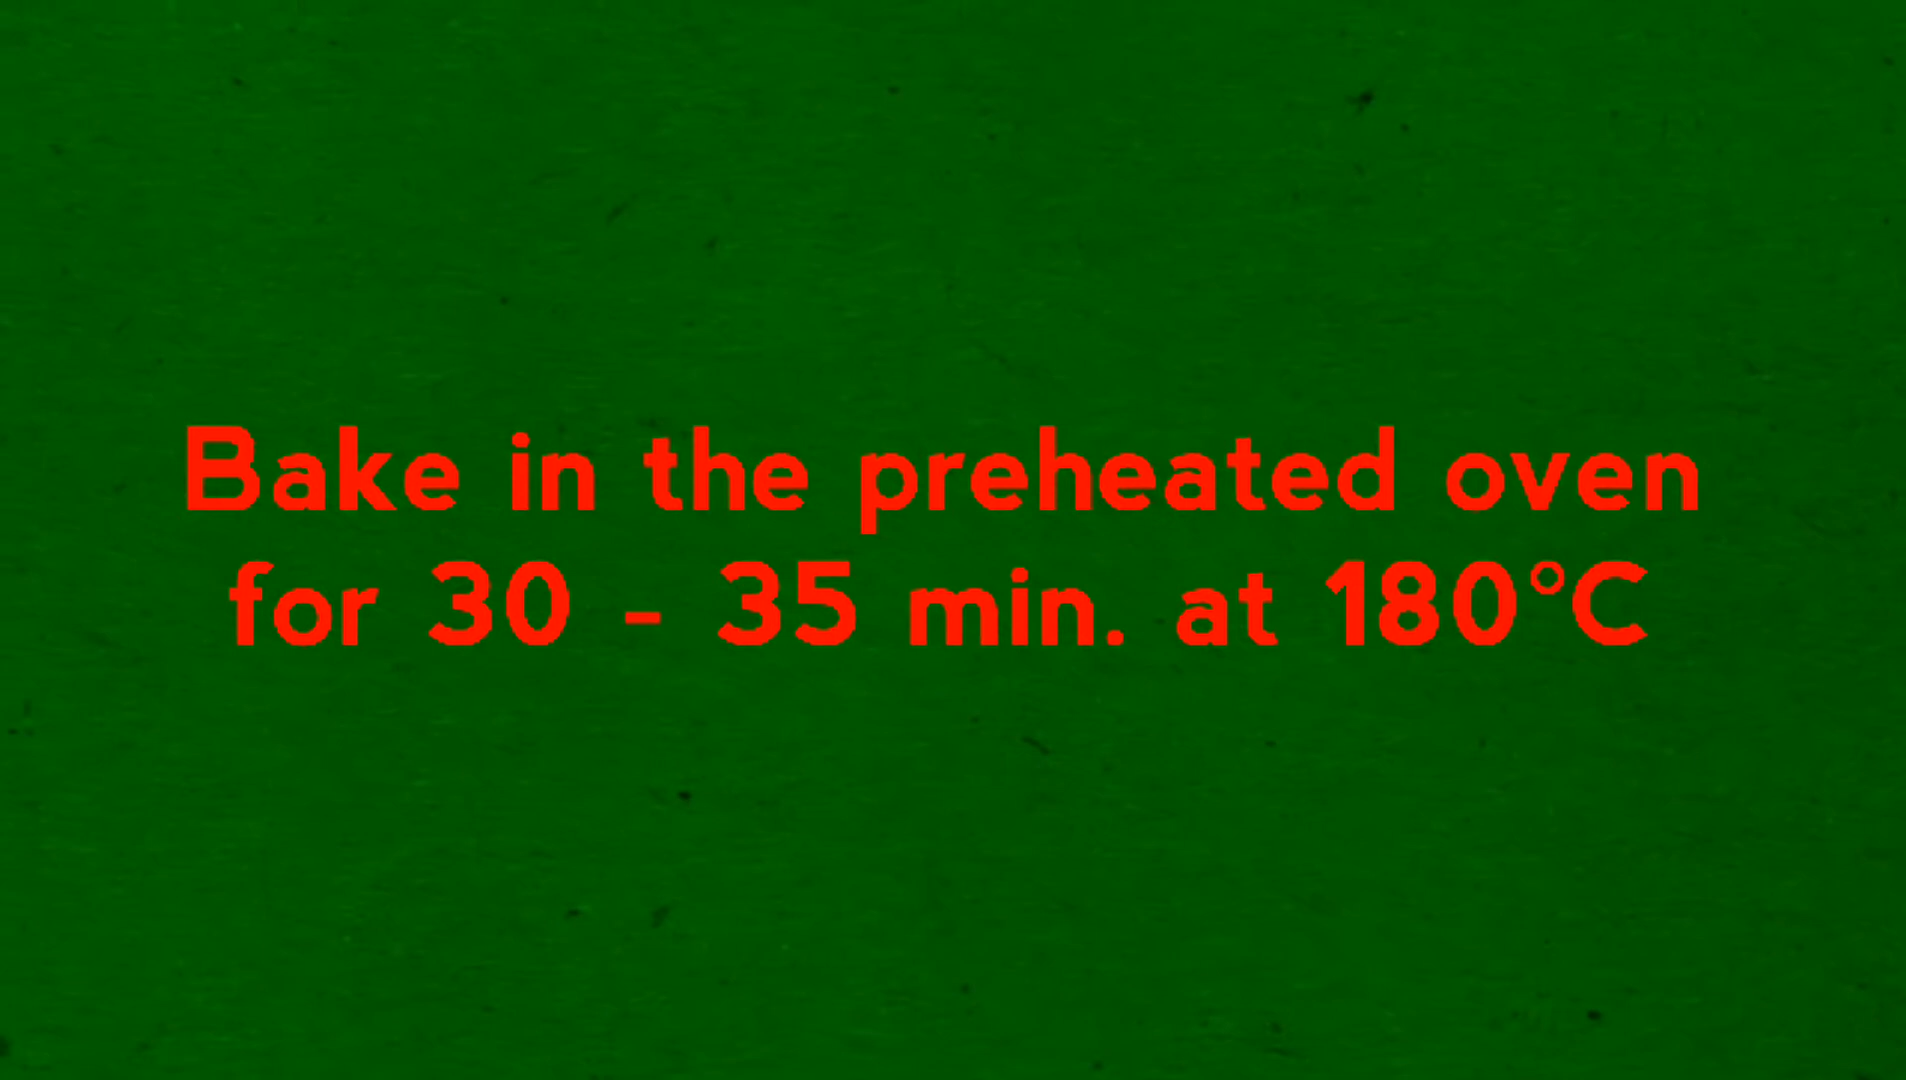 Bake in the preheated oven
for 30 - 35 min. at 180°C